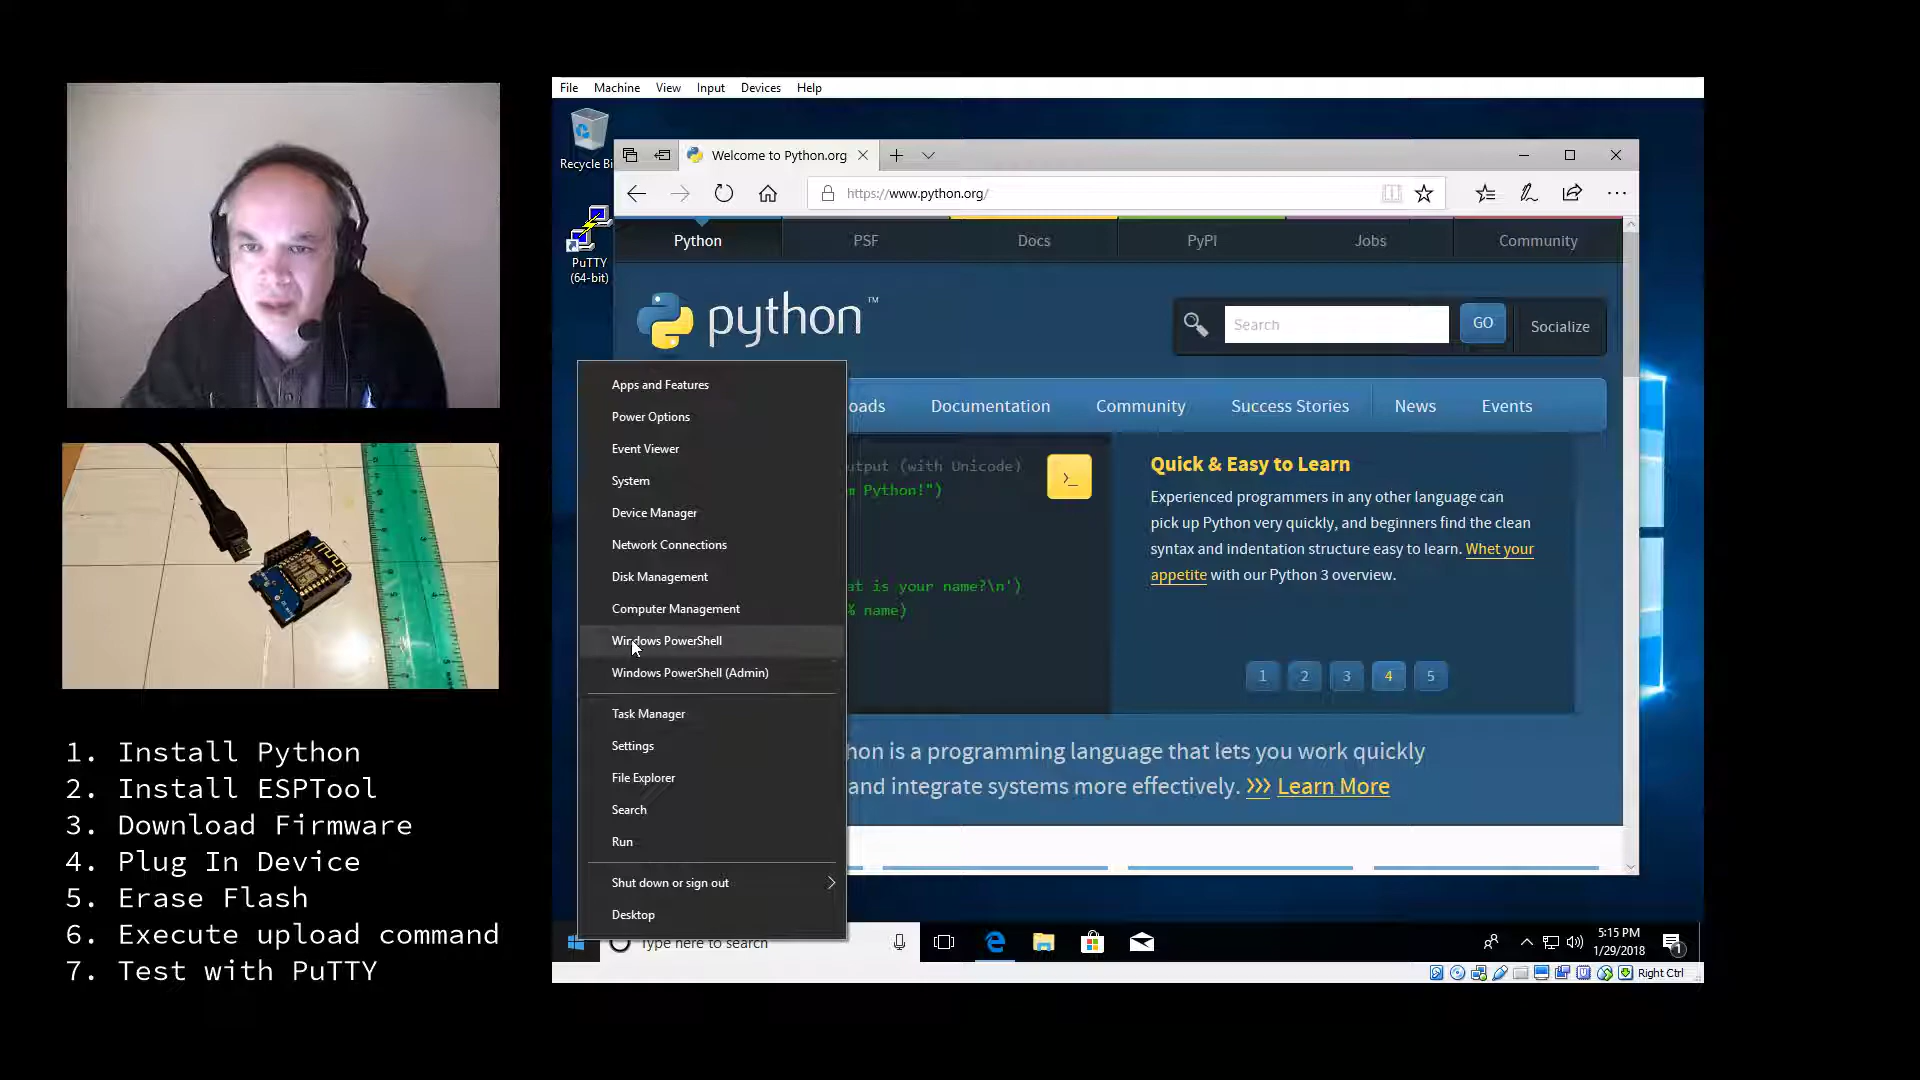 File Machine View Input Devices Help
Recycle Bi
Welcome to Python.org
https://www.python.org/
PuTTY
(64-bit)
Python PSF Docs PyPI Jobs Community
python™
Search GO Socialize
oads Documentation Community Success Stories News Events
utput (with Unicode)
Python!")
at is your name?\n')
% name)
>_
Quick & Easy to Learn
Experienced programmers in any other language can
pick up Python very quickly, and beginners find the clean
syntax and indentation structure easy to learn. Whet your
appetite with our Python 3 overview.
1 2 3 4 5
hon is a programming language that lets you work quickly
and integrate systems more effectively. >>> Learn More
Apps and Features
Power Options
Event Viewer
System
Device Manager
Network Connections
Disk Management
Computer Management
Windows PowerShell
Windows PowerShell (Admin)
Task Manager
Settings
File Explorer
Search
Run
Shut down or sign out
Desktop
Type here to search
5:15 PM
1/29/2018
1
Right Ctrl
1. Install Python
2. Install ESPTool
3. Download Firmware
4. Plug In Device
5. Erase Flash
6. Execute upload command
7. Test with PuTTY